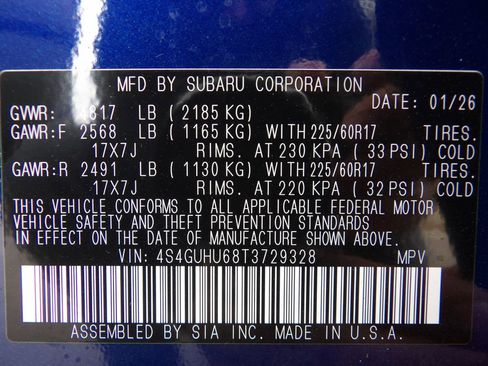 MFD BY SUBARU CORPORATION
DATE: 01/26
GVWR: 817 LB ( 2185 KG)
GAWR:F 2568 LB ( 1165 KG) WITH 225/60R17 TIRES.
17X7J RIMS. AT 230 KPA ( 33 PSI) COLD
GAWR:R 2491 LB ( 1130 KG) WITH 225/60R17 TIRES.
17X7J RIMS. AT 220 KPA ( 32 PSI) COLD
THIS VEHICLE CONFORMS TO ALL APPLICABLE FEDERAL MOTOR
VEHICLE SAFETY AND THEFT PREVENTION STANDARDS
IN EFFECT ON THE DATE OF MANUFACTURE SHOWN ABOVE.
VIN: 4S4GUHU68T3729328 MPV
ASSEMBLED BY SIA INC. MADE IN U.S.A.